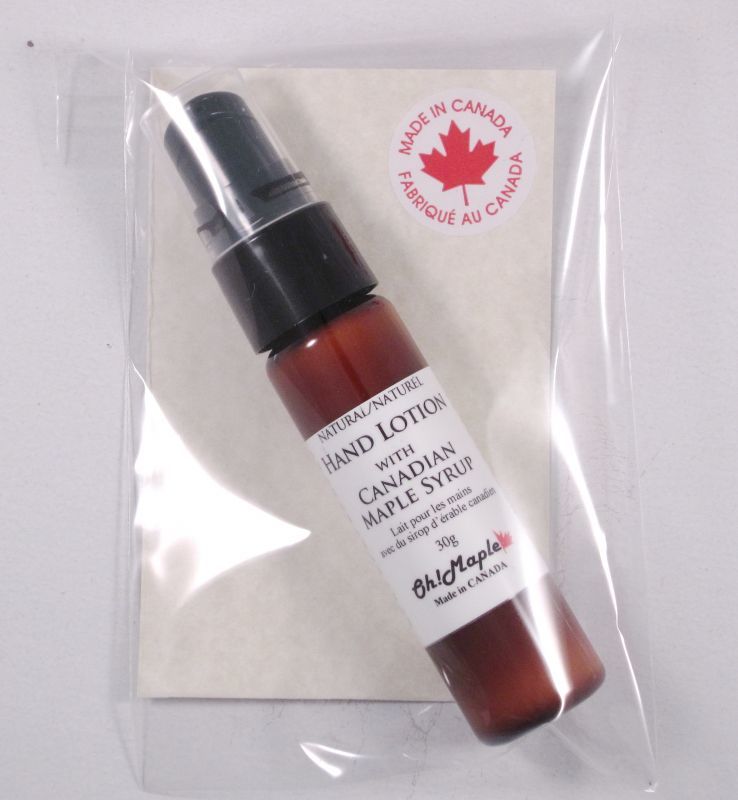 MADE IN CANADA
FABRIQUÉ AU CANADA
NATURAL/NATUREL
HAND LOTION
WITH
CANADIAN
MAPLE SYRUP
Lait pour les mains
avec du sirop d'érable canadien
30g
Oh!Maple
Made in CANADA